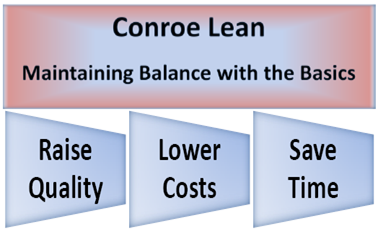 Conroe Lean
Maintaining Balance with the Basics
Raise
Quality
Lower
Costs
Save
Time